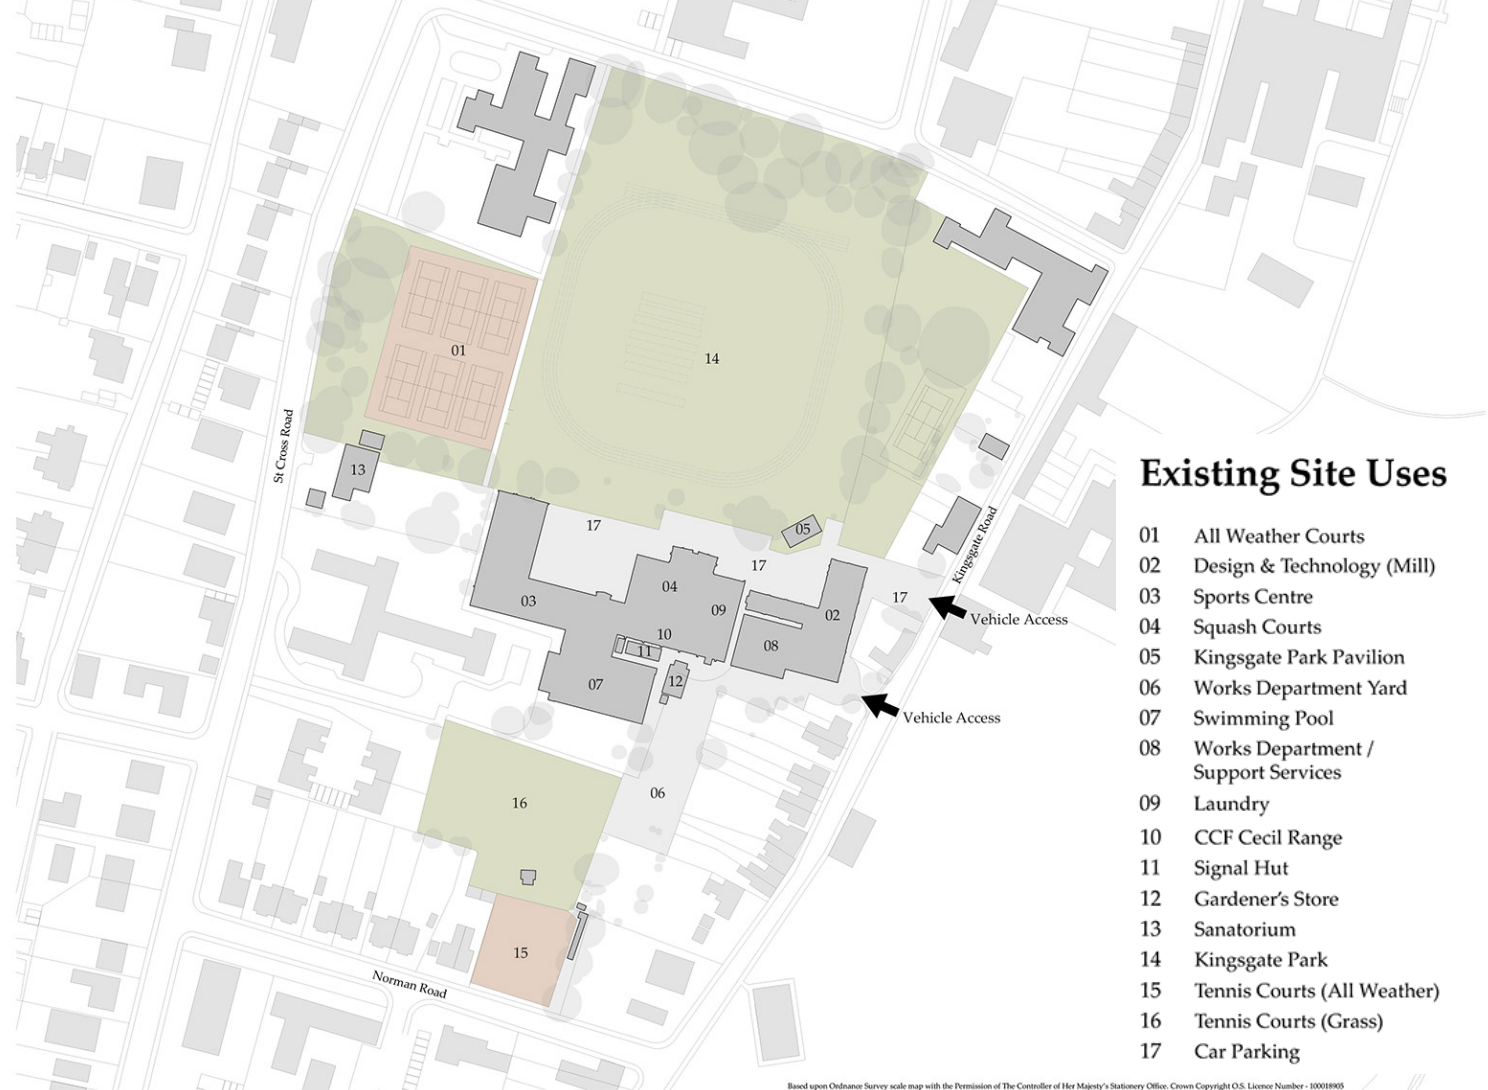 14
01
St Cross Road
13
17
05
17
Kingsgate Road
04
03
09
02
17
Vehicle Access
10
11
08
12
07
Vehicle Access
06
16
15
Norman Road
Existing Site Uses
01 All Weather Courts
02 Design & Technology (Mill)
03 Sports Centre
04 Squash Courts
05 Kingsgate Park Pavilion
06 Works Department Yard
07 Swimming Pool
08 Works Department /
Support Services
09 Laundry
10 CCF Cecil Range
11 Signal Hut
12 Gardener's Store
13 Sanatorium
14 Kingsgate Park
15 Tennis Courts (All Weather)
16 Tennis Courts (Grass)
17 Car Parking
Based upon Ordnance Survey scale map with the Permission of The Controller of Her Majesty's Stationery Office. Crown Copyright O.S. Licence Number - 100018905